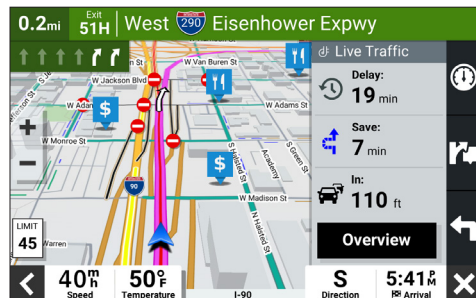 0.2mi
Exit
51H
West 290 Eisenhower Expwy
Live Traffic
W Van Buren St
W Jackson Blvd
Delay:
19 min
W Adams St
W Monroe St
Save:
7 min
S Halsted St
Academy
S Green St
90
In:
110 ft
W Madison St
N Halsted St
LIMIT
45
Warren
Overview
40 mh
Speed
50°F
Temperature
I-90
S
Direction
5:41 PM
Arrival